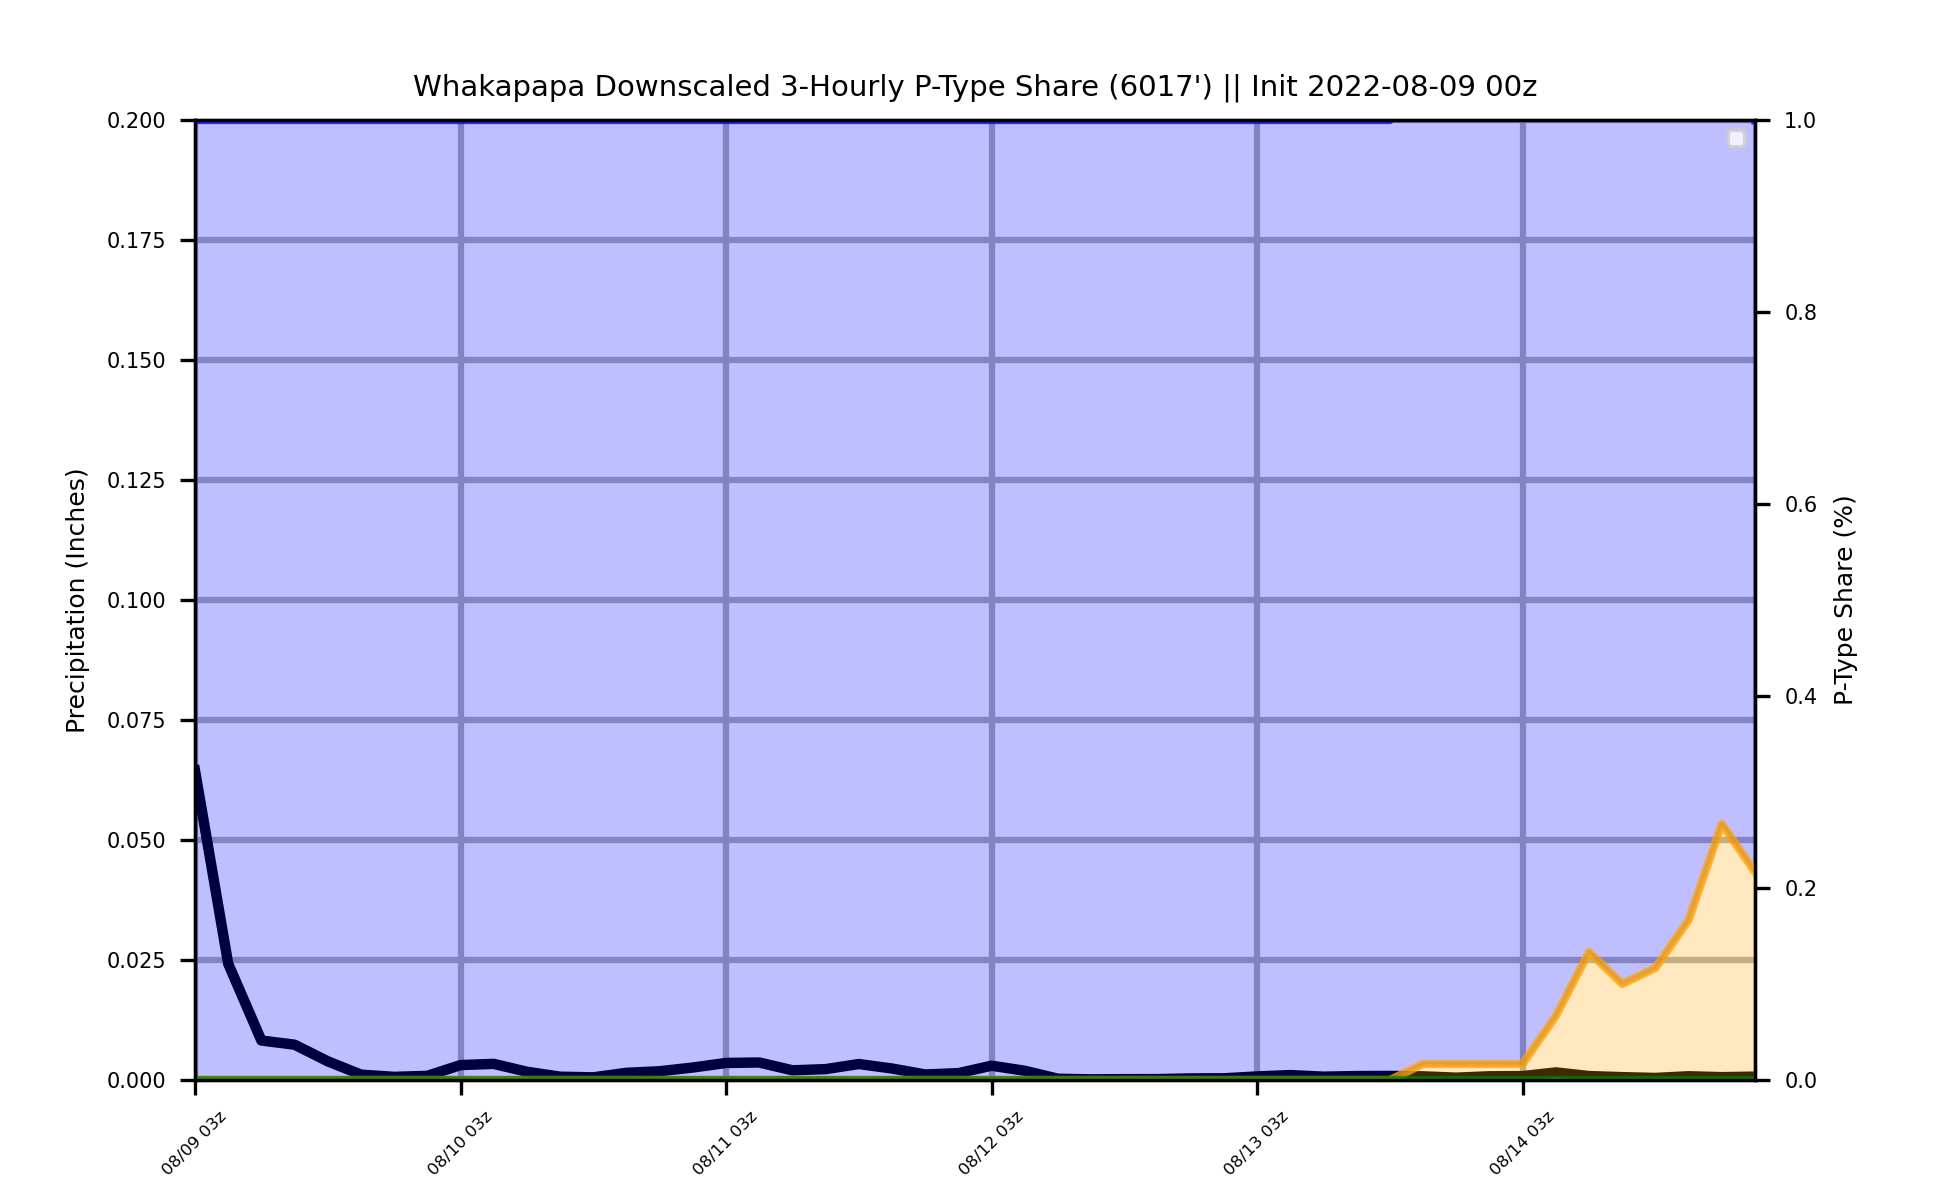 Whakapapa Downscaled 3-Hourly P-Type Share (6017') || Init 2022-08-09 00z
0.200
0.175
0.150
0.125
0.100
0.075
0.050
0.025
0.000
Precipitation (Inches)
1.0
0.8
0.6
0.4
0.2
0.0
P-Type Share (%)
08/09 03z
08/10 03z
08/11 03z
08/12 03z
08/13 03z
08/14 03z